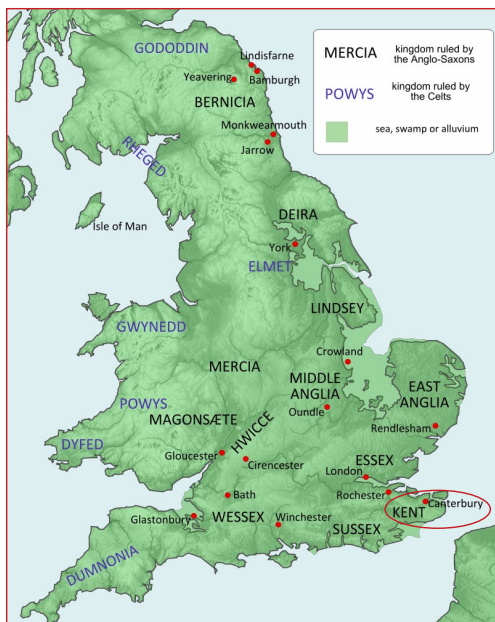 GODODDIN
Lindisfarne
Yeavering
Bamburgh
BERNICIA
MERCIA
kingdom ruled by
the Anglo-Saxons
POWYS
kingdom ruled by
the Celts
sea, swamp or alluvium
Monkwearmouth
Jarrow
RHEGED
Isle of Man
DEIRA
York
ELMET
LINDSEY
GWYNEDD
Crowland
MERCIA
MIDDLE
ANGLIA
EAST
ANGLIA
POWYS
Oundle
MAGONSÆTE
HWICCE
Rendlesham
DYFED
Gloucester
Cirencester
ESSEX
London
Rochester
Canterbury
Bath
KENT
Glastonbury
WESSEX
Winchester
SUSSEX
DUMNONIA